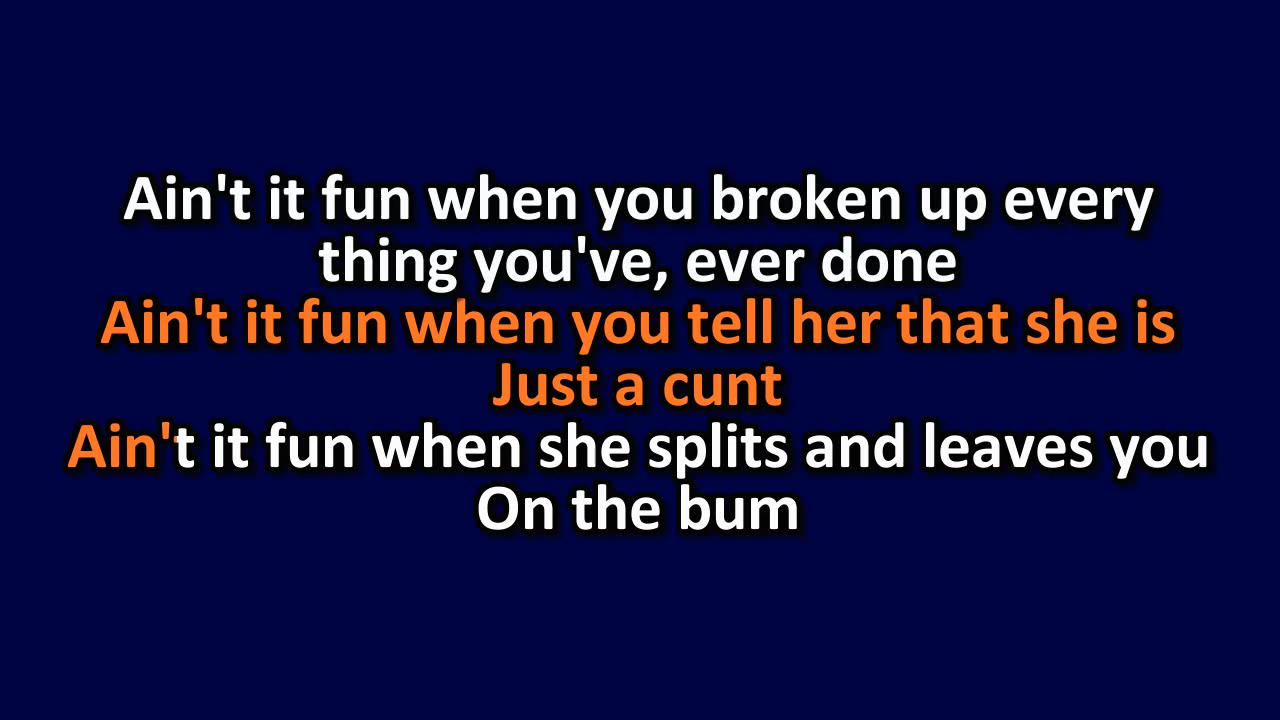 Ain't it fun when you broken up every
thing you've, ever done
Ain't it fun when you tell her that she is
Just a cunt
Ain't it fun when she splits and leaves you
On the bum